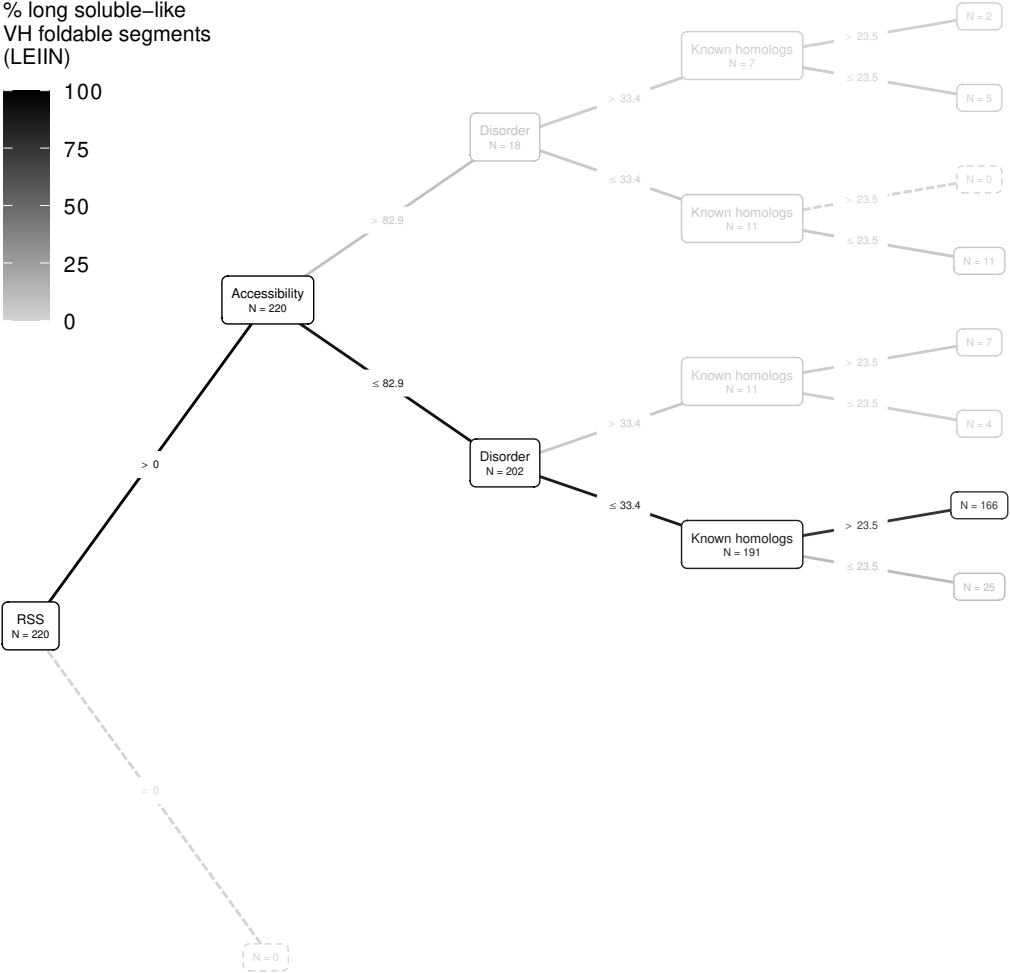 % long soluble−like
VH foldable segments
(LEIIN)
100
75
50
25
0
RSS
N = 220
> 0
= 0
N = 0
Accessibility
N = 220
> 82.9
≤ 82.9
Disorder
N = 18
> 33.4
≤ 33.4
Known homologs
N = 7
> 23.5
≤ 23.5
N = 2
N = 5
Known homologs
N = 11
> 23.5
≤ 23.5
N = 0
N = 11
Disorder
N = 202
> 33.4
≤ 33.4
Known homologs
N = 11
> 23.5
≤ 23.5
N = 7
N = 4
Known homologs
N = 191
> 23.5
≤ 23.5
N = 166
N = 25